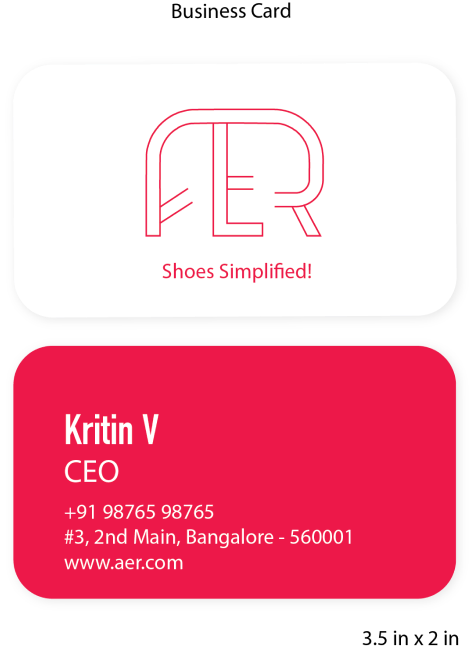 Business Card
AER
Shoes Simplified!
Kritin V
CEO
+91 98765 98765
#3, 2nd Main, Bangalore - 560001
www.aer.com
3.5 in x 2 in